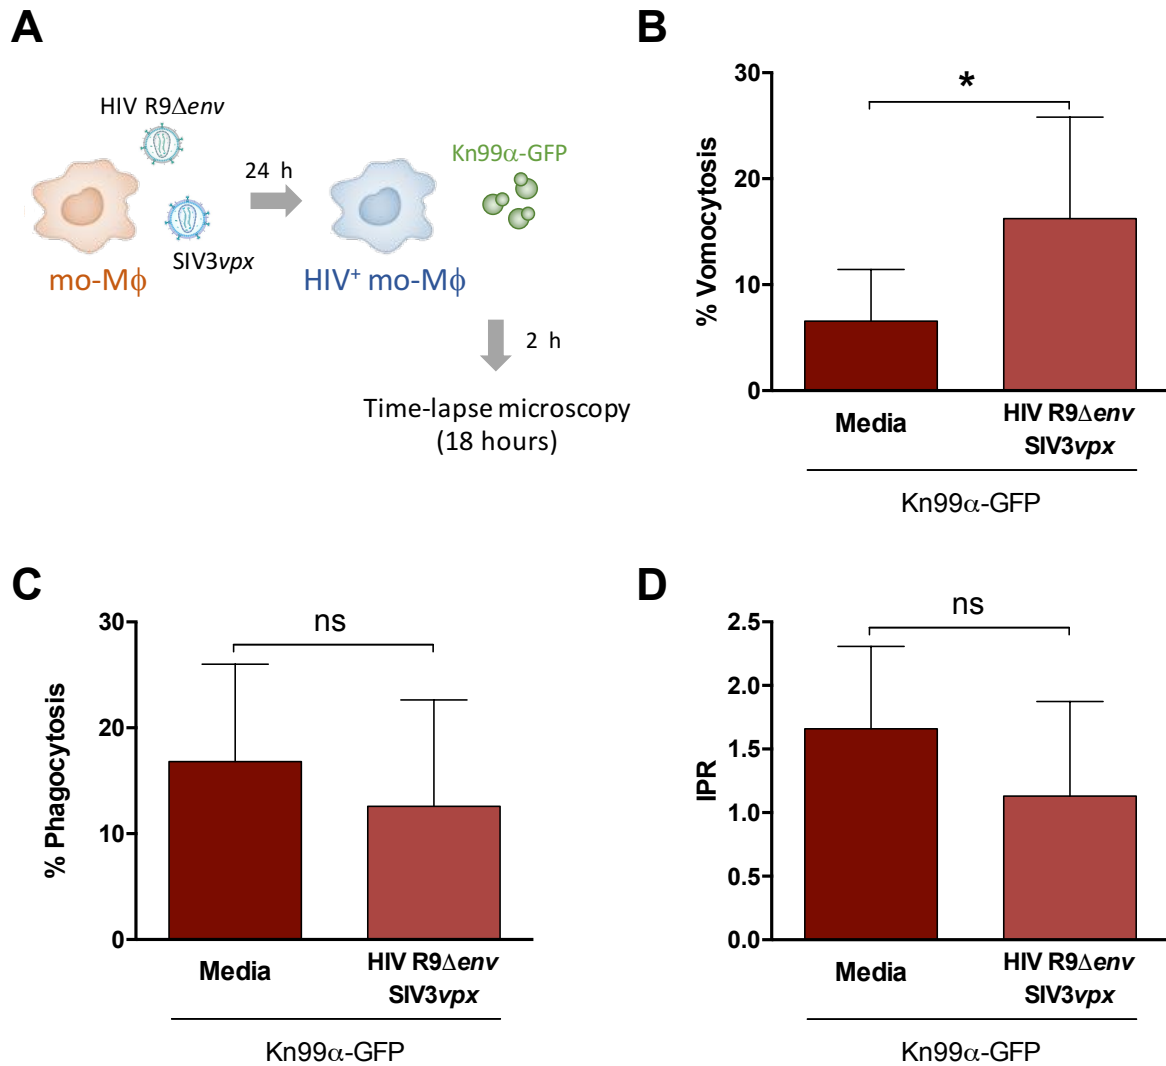 A
HIV R9Δenv
Kn99α-GFP
24 h
SIV3vpx
mo-Mϕ
HIV⁺ mo-Mϕ
2 h
Time-lapse microscopy
(18 hours)
B
30
20
10
0
% Vomocytosis
*
Media
HIV R9Δenv
SIV3vpx
Kn99α-GFP
C
30
20
10
0
% Phagocytosis
ns
Media
HIV R9Δenv
SIV3vpx
Kn99α-GFP
D
2.5
2.0
1.5
1.0
0.5
0.0
IPR
ns
Media
HIV R9Δenv
SIV3vpx
Kn99α-GFP